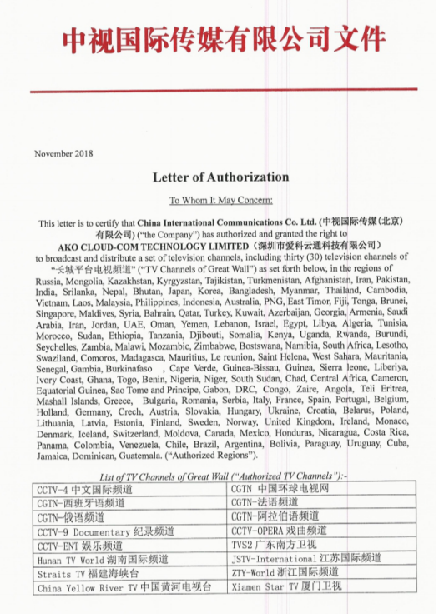 中视国际传媒有限公司文件
November 2018
Letter of Authorization
To Whom It May Concern:
This letter is to certify that China International Communications Co. Ltd. (中视国际传媒(北京)
有限公司) ("the Company") has authorized and granted the right to
AKO CLOUD-COM TECHNOLOGY LIMITED (深圳市爱科云通科技有限公司)
to broadcast and distribute a set of television channels, including thirty (30) television channels of
"长城平台电视频道" ("TV Channels of Great Wall") as set forth below, in the regions of
Russia, Mongolia, Kazakhstan, Kyrgyastan, Tajikistan, Turkmenistan, Afghanistan, Iran, Pakistan,
India, Srilanka, Nepal, Bhutan, Japan, Korea, Bangladesh, Myanmar, Thailand, Cambodia,
Vietnam, Laos, Malaysia, Philippines, Indonesia, Australia, PNG, East Timor, Fiji, Tonga, Brunei,
Singapore, Maldives, Syria, Bahrain, Qatar, Turkey, Kuwait, Azerbaijan, Georgia, Armenia, Saudi
Arabia, Iran, Jordan, UAE, Oman, Yemen, Lebanon, Israel, Egypt, Libya, Algeria, Tunisia,
Morocco, Sudan, Ethiopia, Tanzania, Djibouti, Somalia, Kenya, Uganda, Rwanda, Burundi,
Seychelles, Zambia, Malawi, Mozambic, Zimbabwe, Bostswana, Namibia, South Africa, Lesotho,
Swaziland, Comoros, Madagasca, Mauritius, Le reunion, Saint Helena, West Sahara, Mauritania,
Senegal, Gambia, Burkinafaso , Cape Verde, Guinea-Bissau, Guinea, Sierra leone, Liberiya,
Ivory Coast, Ghana, Togo, Benin, Nigeria, Niger, South Sudan, Chad, Central Africa, Cameron,
Equatorial Guinea, Sao Tome and Principe, Gabon, DRC, Congo, Zaire, Angola, Tel Eritrea,
Mashall Islands, Greece, Bulgaria, Romania, Serbia, Italy, France, Spain, Portugal, Belgium,
Holland, Germany, Czech, Austria, Slovakia, Hungary, Ukraine, Croatia, Belarus, Poland,
Lithuania, Latvia, Estonia, Finland, Sweden, Norway, United Kingdom, Ireland, Monaco,
Denmark, Iceland, Switzerland, Moldova, Canada, Mexico, Honduras, Nicaragua, Costa Rica,
Panama, Colombia, Venezuela, Chile, Brazil, Argentina, Bolivia, Paraguay, Uruguay, Cuba,
Jamaica, Dominican, Guatemala. ("Authorized Regions").
List of TV Channels of Great Wall ("Authorized TV Channels"):-
CCTV-4 中文国际频道 CGTN 中国环球电视网
CGTN-西班牙语频道 CGTN-法语频道
CGTN-俄语频道 CGTN-阿拉伯语频道
CCTV-9 Documentary 纪录频道 CCTV-OPERA 戏曲频道
CCTV-ENT 娱乐频道 TVS2 广东南方卫视
Hunan TV World 湖南国际频道 JSTV-International 江苏国际频道
Straits TV 福建海峡台 ZTV-World 浙江国际频道
China Yellow River TV 中国黄河电视台 Xiamen Star TV 厦门卫视